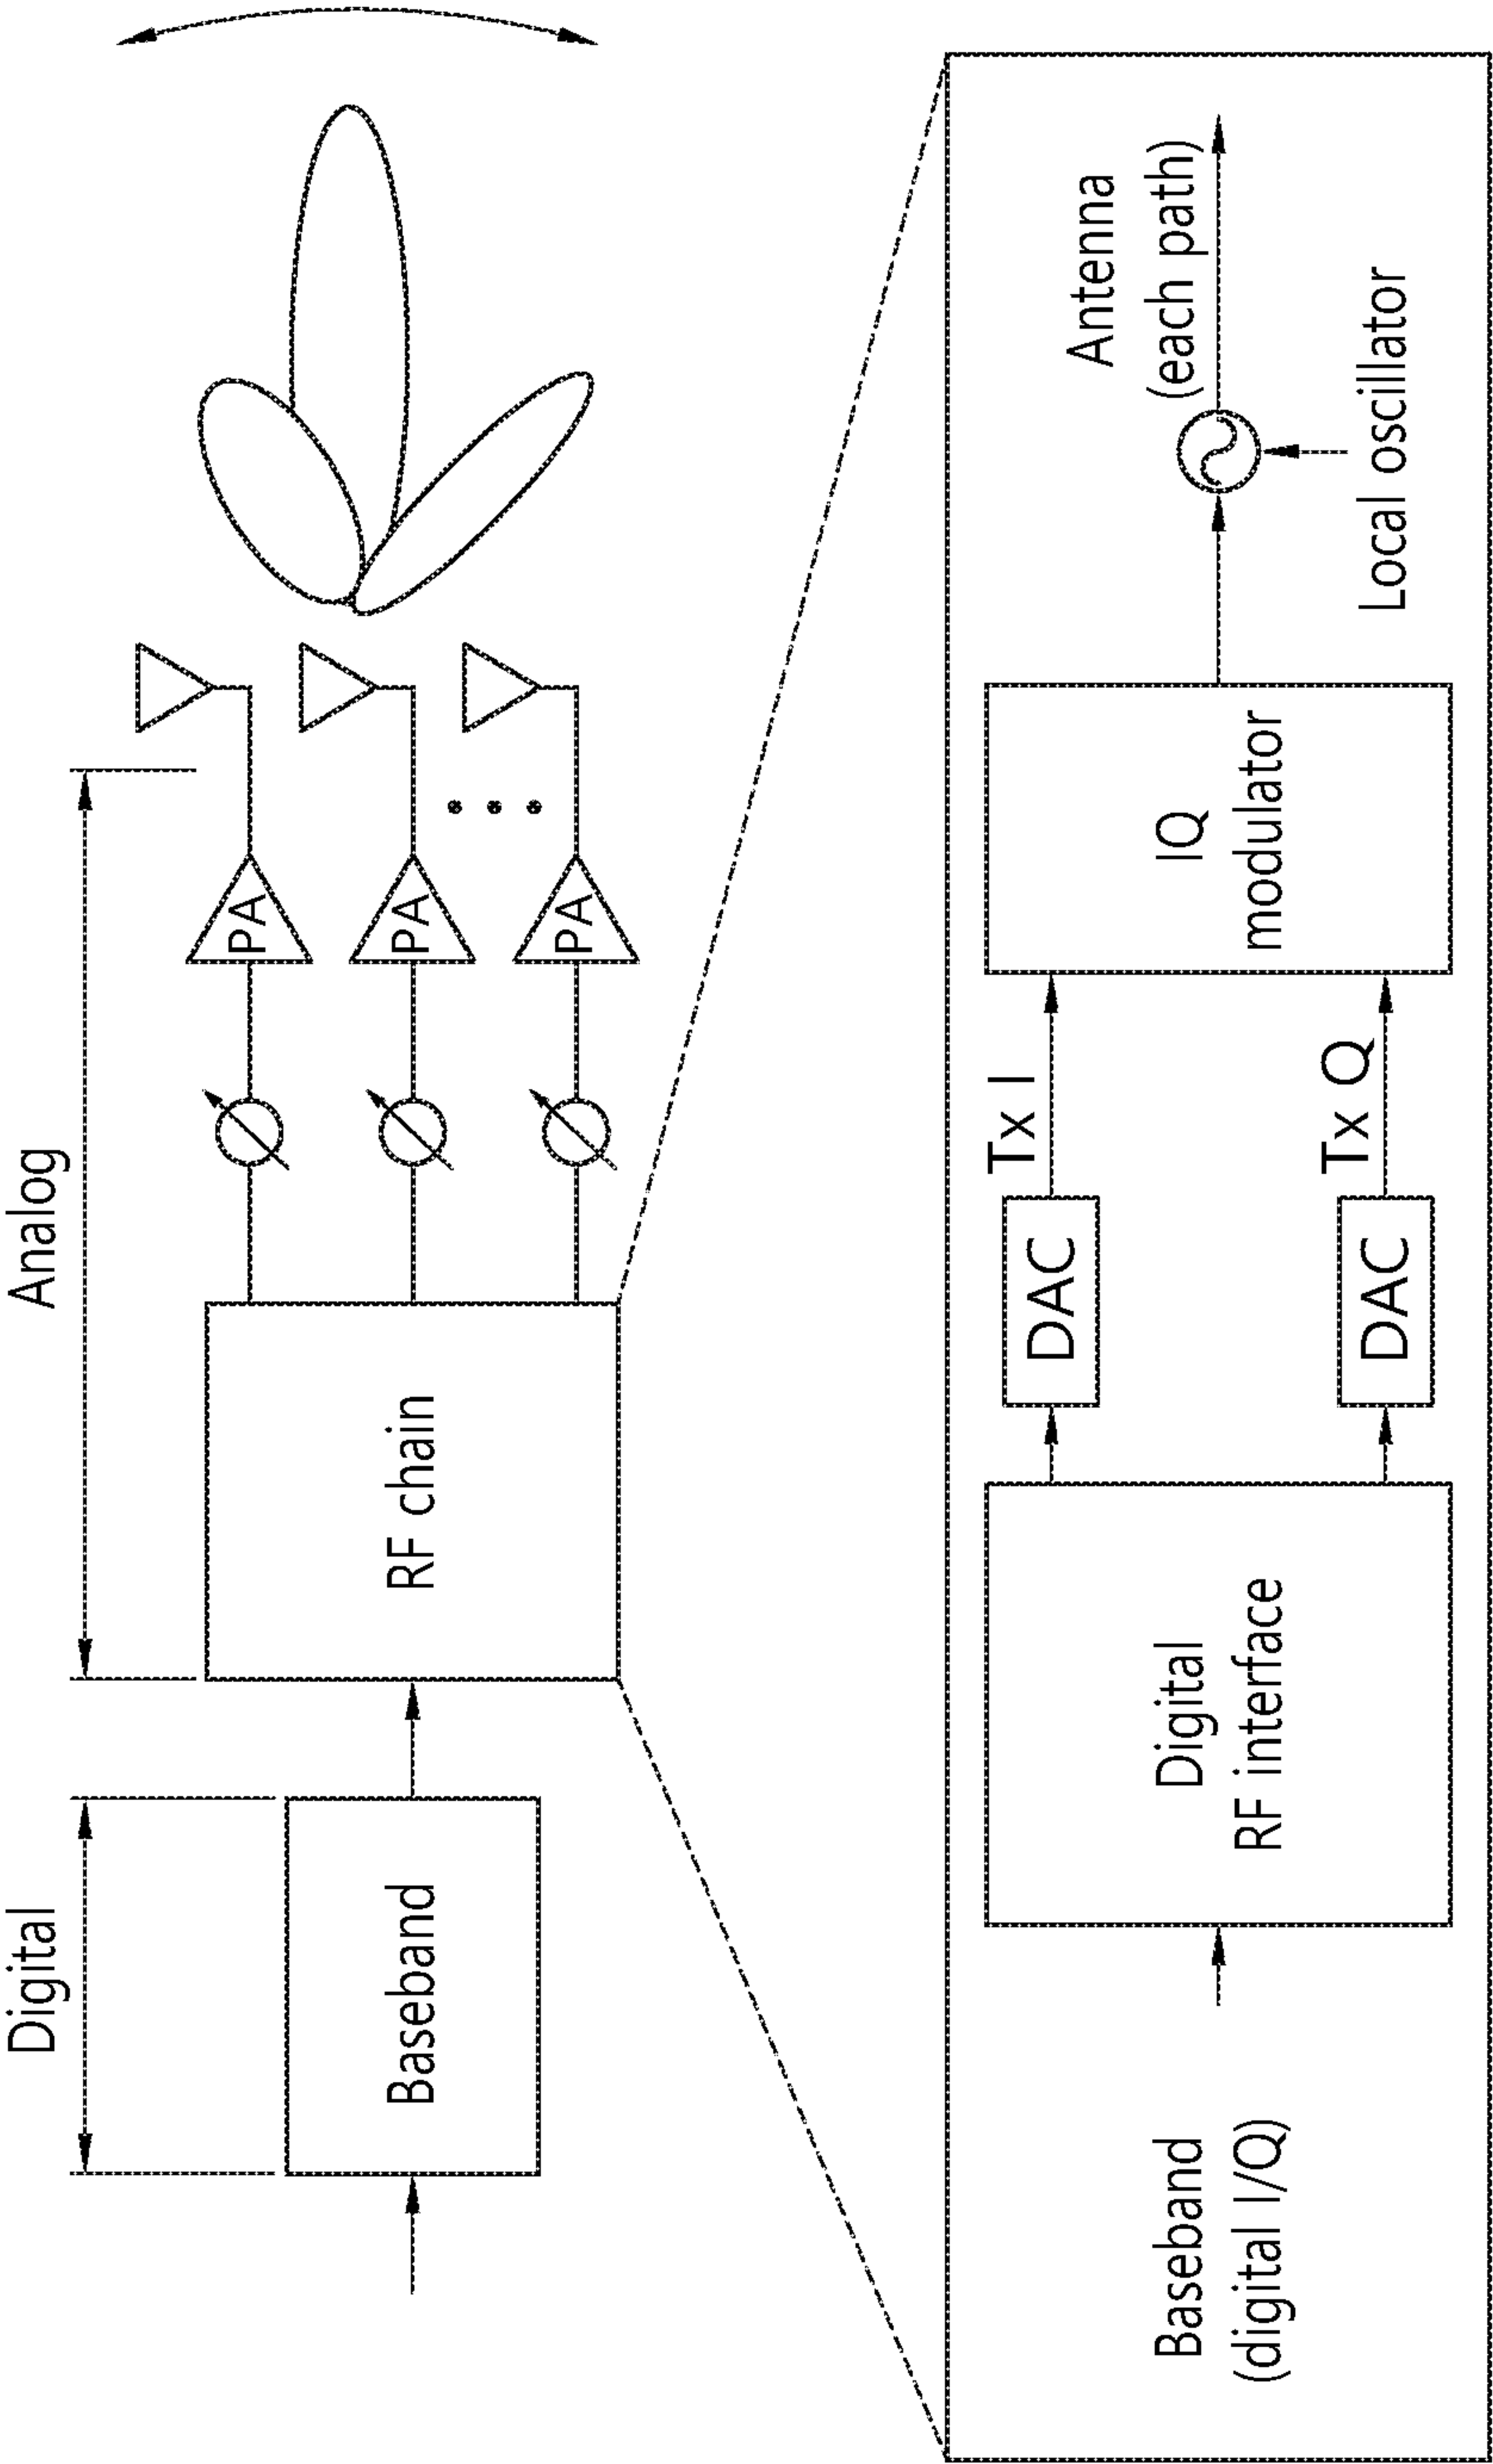 Digital
Analog
Baseband
RF chain
PA
PA
PA
Baseband
(digital I/Q)
Digital
RF interface
DAC
DAC
Tx I
Tx Q
IQ
modulator
Antenna
(each path)
Local oscillator